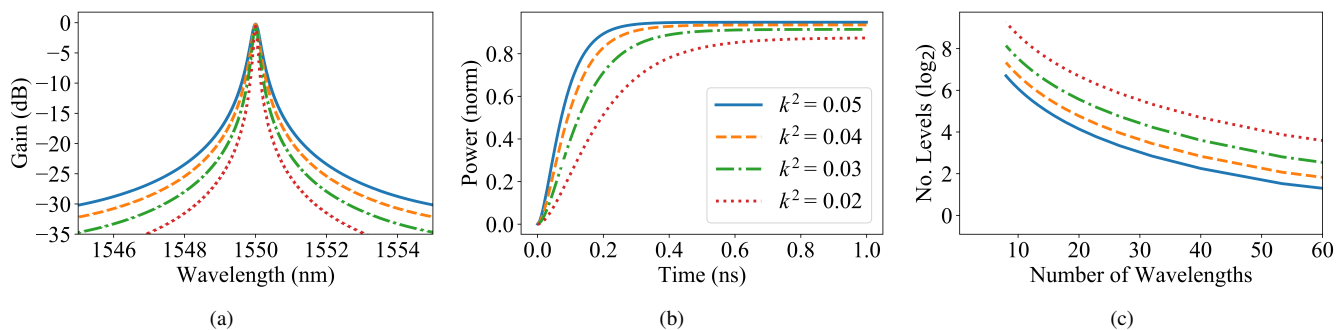 0
−5
−10
−15
−20
−25
−30
−35
Gain (dB)
1546 1548 1550 1552 1554
Wavelength (nm)
(a)
0.8
0.6
0.4
0.2
0.0
Power (norm)
k² = 0.05
k² = 0.04
k² = 0.03
k² = 0.02
0.0 0.2 0.4 0.6 0.8 1.0
Time (ns)
(b)
8
6
4
2
0
No. Levels (log₂)
10 20 30 40 50 60
Number of Wavelengths
(c)